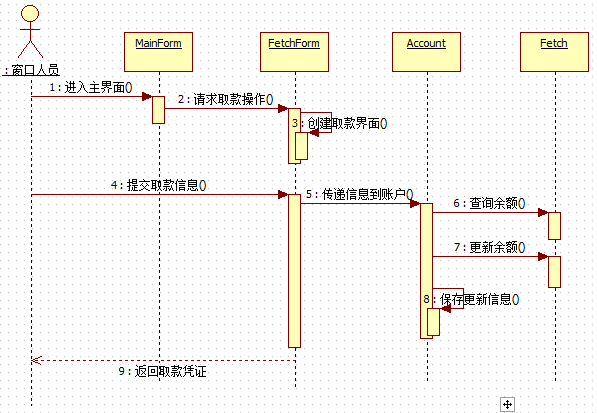 MainForm
FetchForm
Account
Fetch
:窗口人员
1:进入主界面()
2:请求取款操作()
3:创建取款界面()
4:提交取款信息()
5:传递信息到账户()
6:查询余额()
7:更新余额()
8:保存更新信息()
9:返回取款凭证